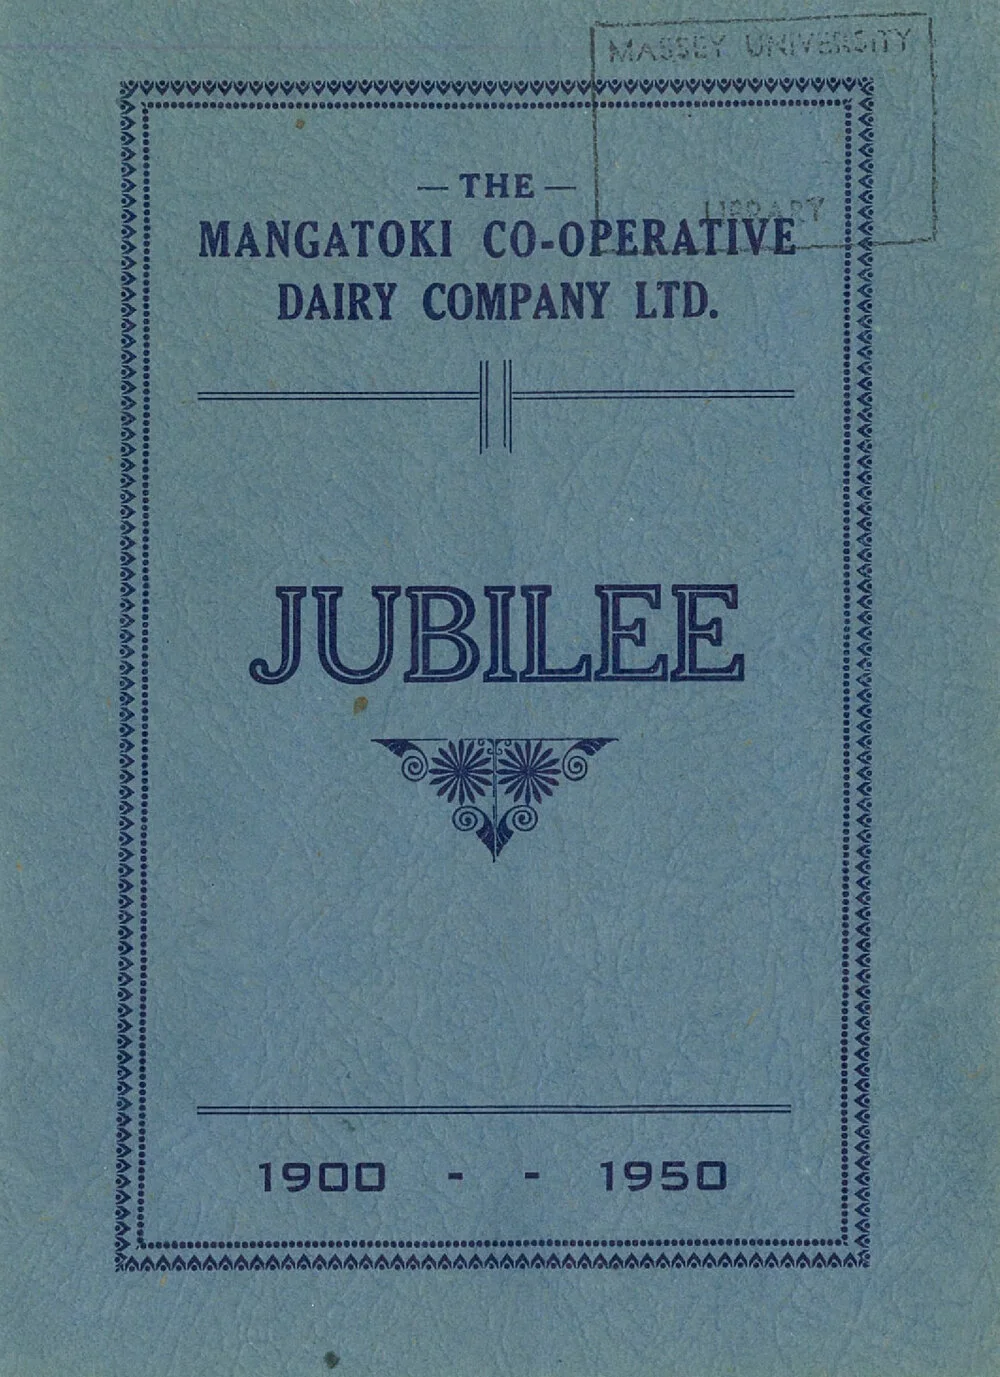 MASSEY UNIVERSITY
LIBRARY
— THE —
MANGATOKI CO-OPERATIVE
DAIRY COMPANY LTD.
JUBILEE
1900 - - 1950